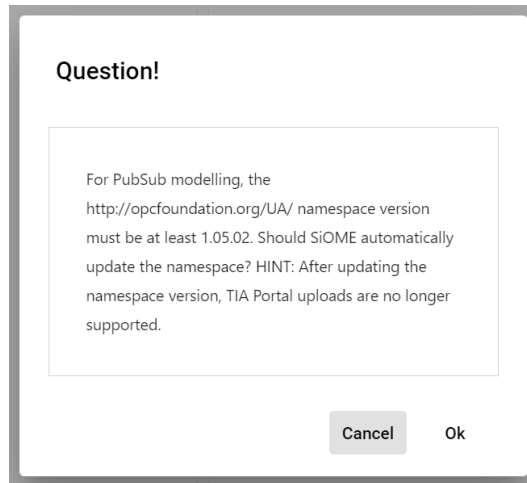 Question!
For PubSub modelling, the
http://opcfoundation.org/UA/ namespace version
must be at least 1.05.02. Should SiOME automatically
update the namespace? HINT: After updating the
namespace version, TIA Portal uploads are no longer
supported.
Cancel Ok